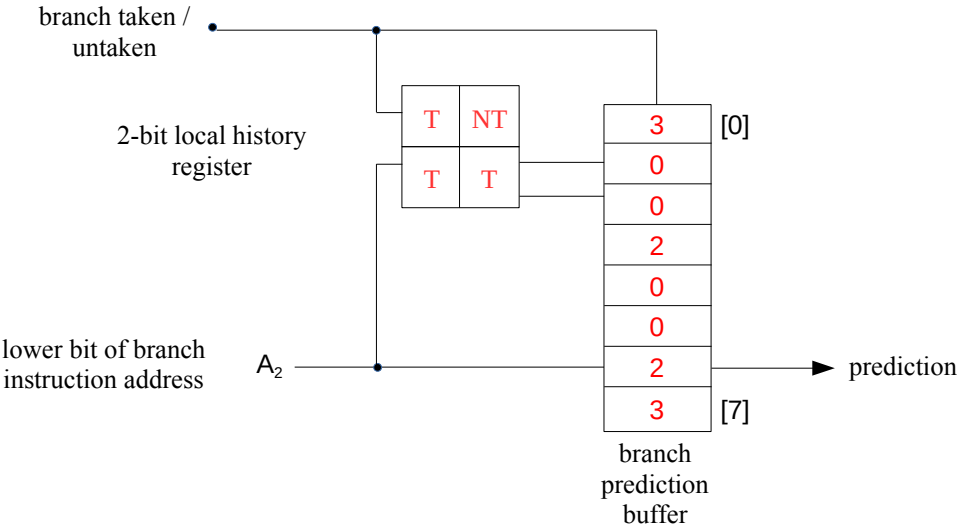 branch taken /
untaken
2-bit local history
register
T NT
T T
3 [0]
0
0
2
0
0
2
3 [7]
lower bit of branch
instruction address
A₂
prediction
branch
prediction
buffer